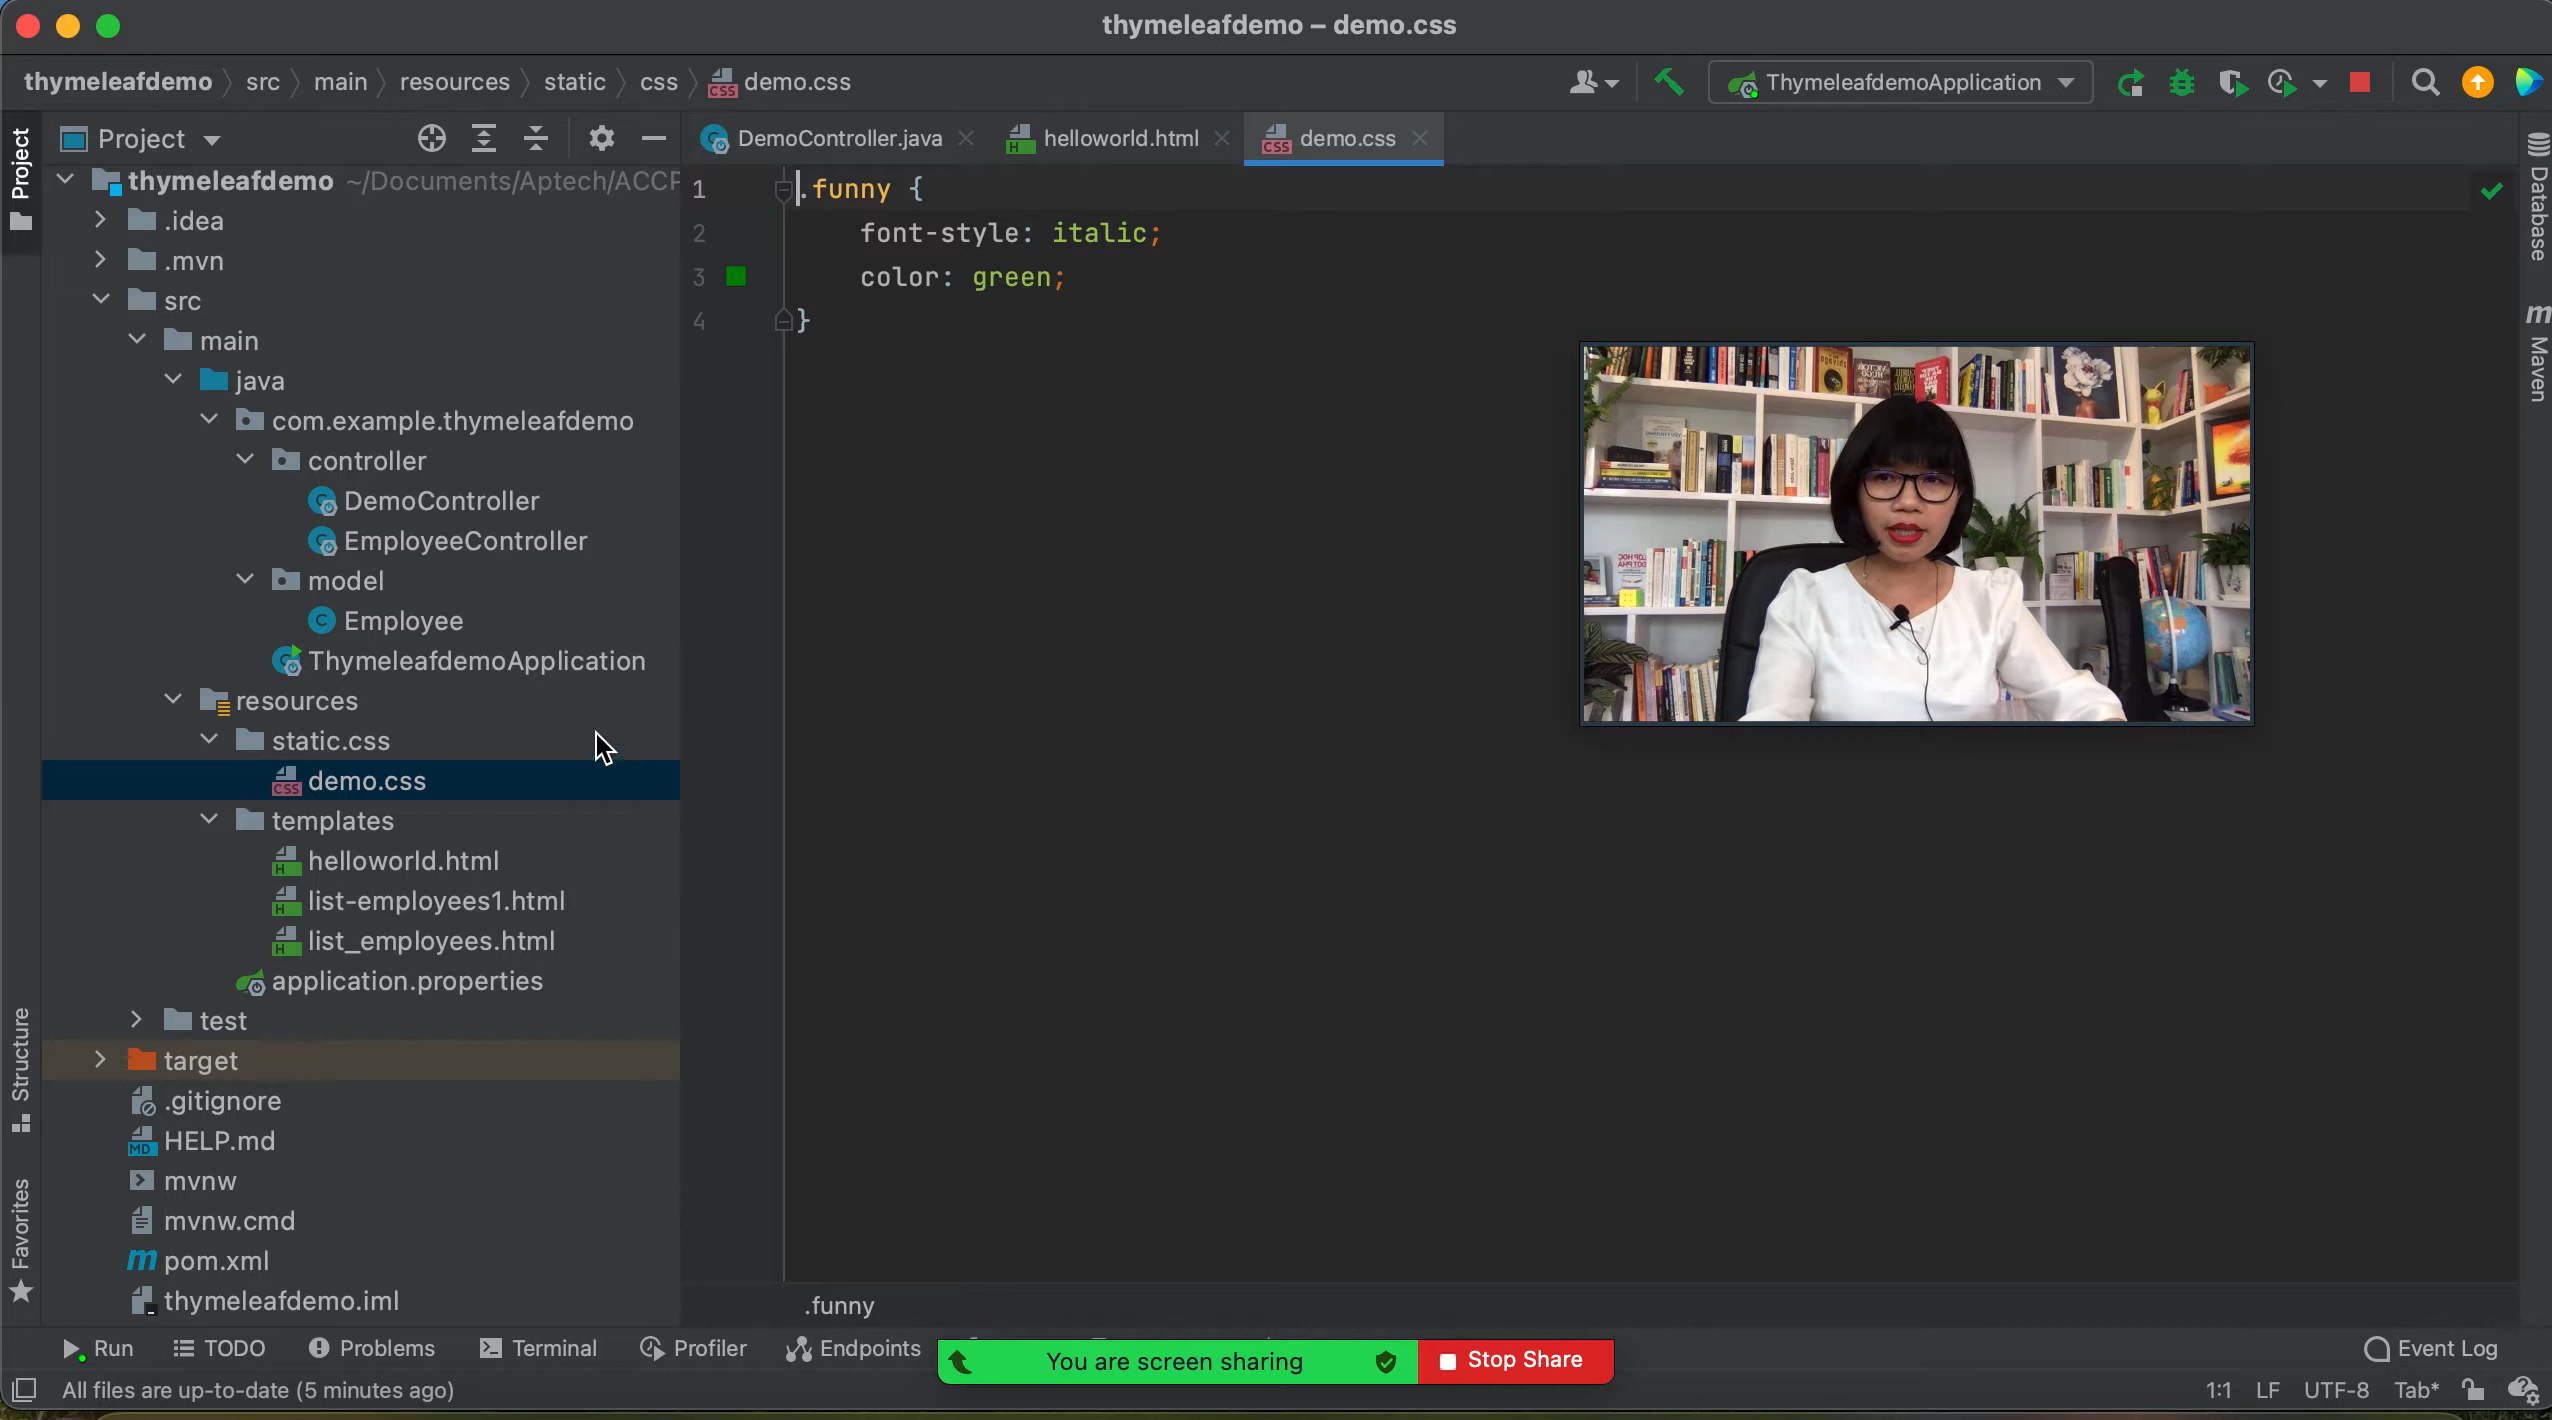 thymeleafdemo – demo.css
thymeleafdemo src main resources static css demo.css
ThymeleafdemoApplication
Project
DemoController.java
helloworld.html
demo.css
Project
Database
Maven
Structure
Favorites
thymeleafdemo ~/Documents/Aptech/ACCP
.idea
.mvn
src
main
java
com.example.thymeleafdemo
controller
DemoController
EmployeeController
model
Employee
ThymeleafdemoApplication
resources
static.css
demo.css
templates
helloworld.html
list-employees1.html
list_employees.html
application.properties
test
target
.gitignore
HELP.md
mvnw
mvnw.cmd
pom.xml
thymeleafdemo.iml
1 .funny {
2 font-style: italic;
3 color: green;
4 }
.funny
Run TODO Problems Terminal Profiler Endpoints
You are screen sharing
Stop Share
Event Log
All files are up-to-date (5 minutes ago)
1:1 LF UTF-8 Tab*